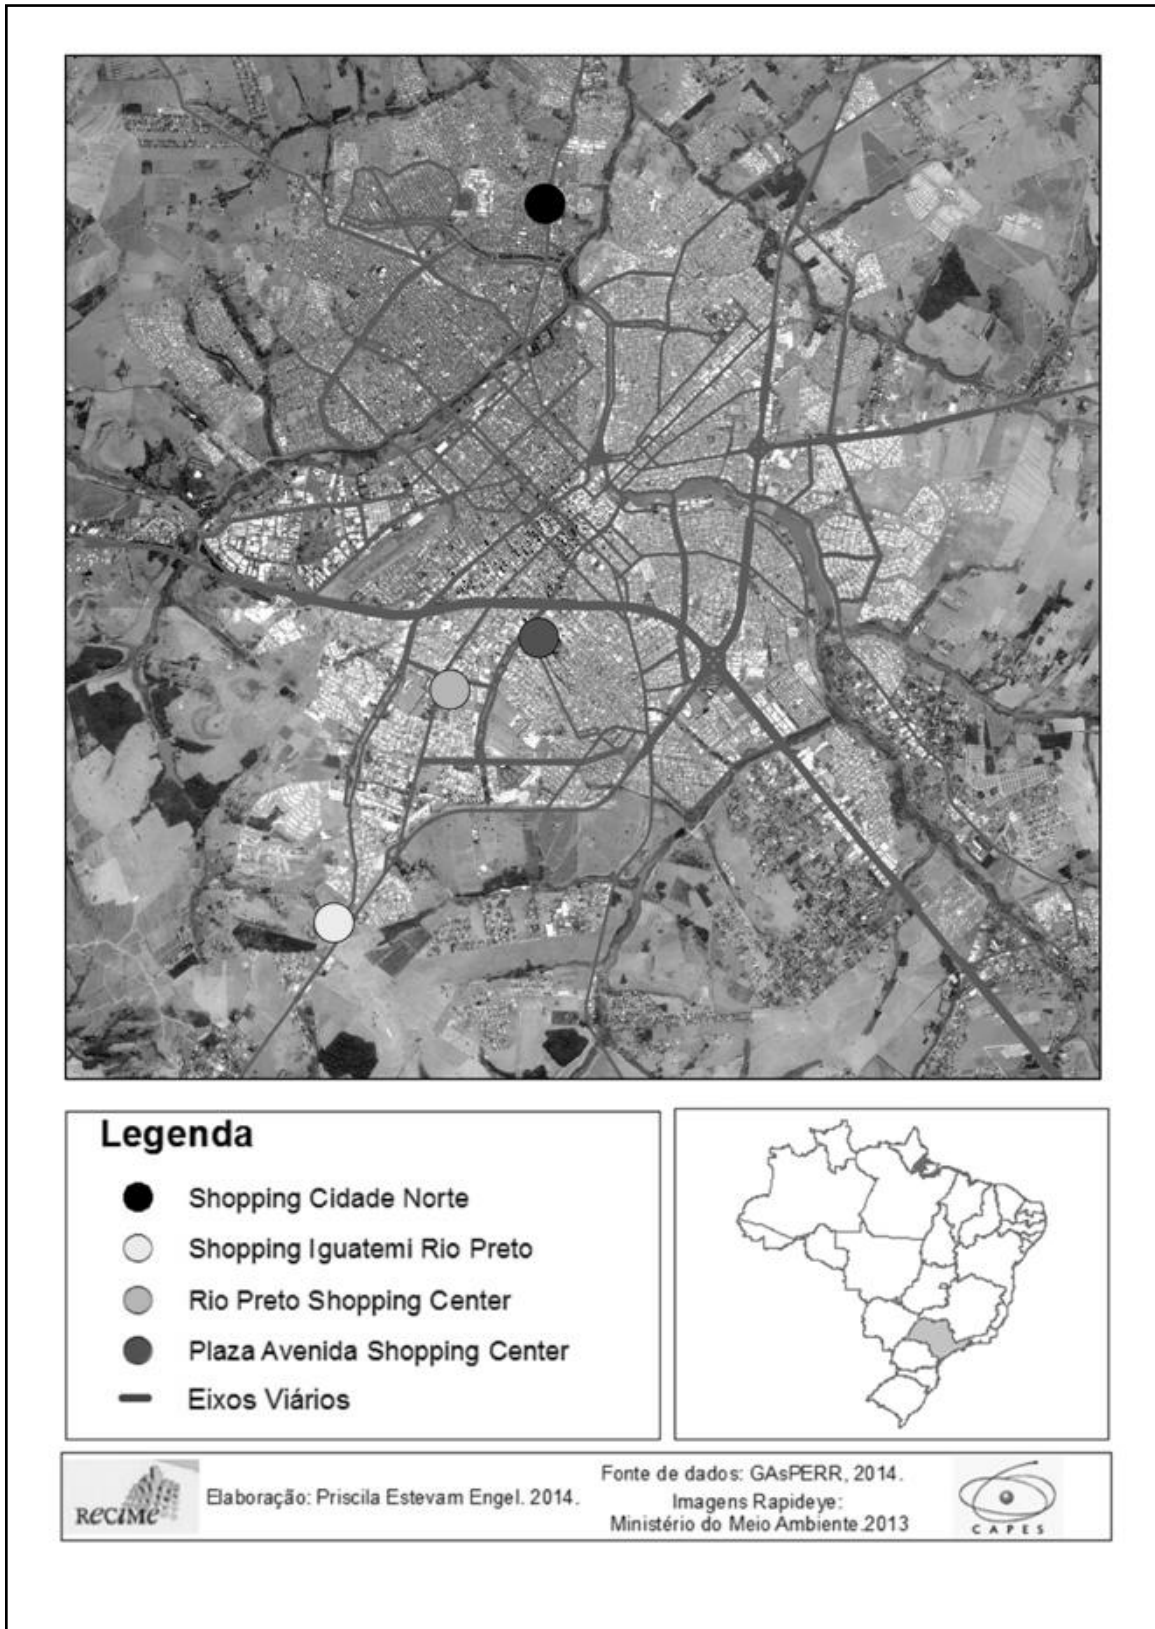 Legenda
Shopping Cidade Norte
Shopping Iguatemi Rio Preto
Rio Preto Shopping Center
Plaza Avenida Shopping Center
Eixos Viários
ReCiMe
Elaboração: Priscila Estevam Engel. 2014.
Fonte de dados: GAsPERR, 2014.
Imagens Rapideye:
Ministério do Meio Ambiente.2013
CAPES